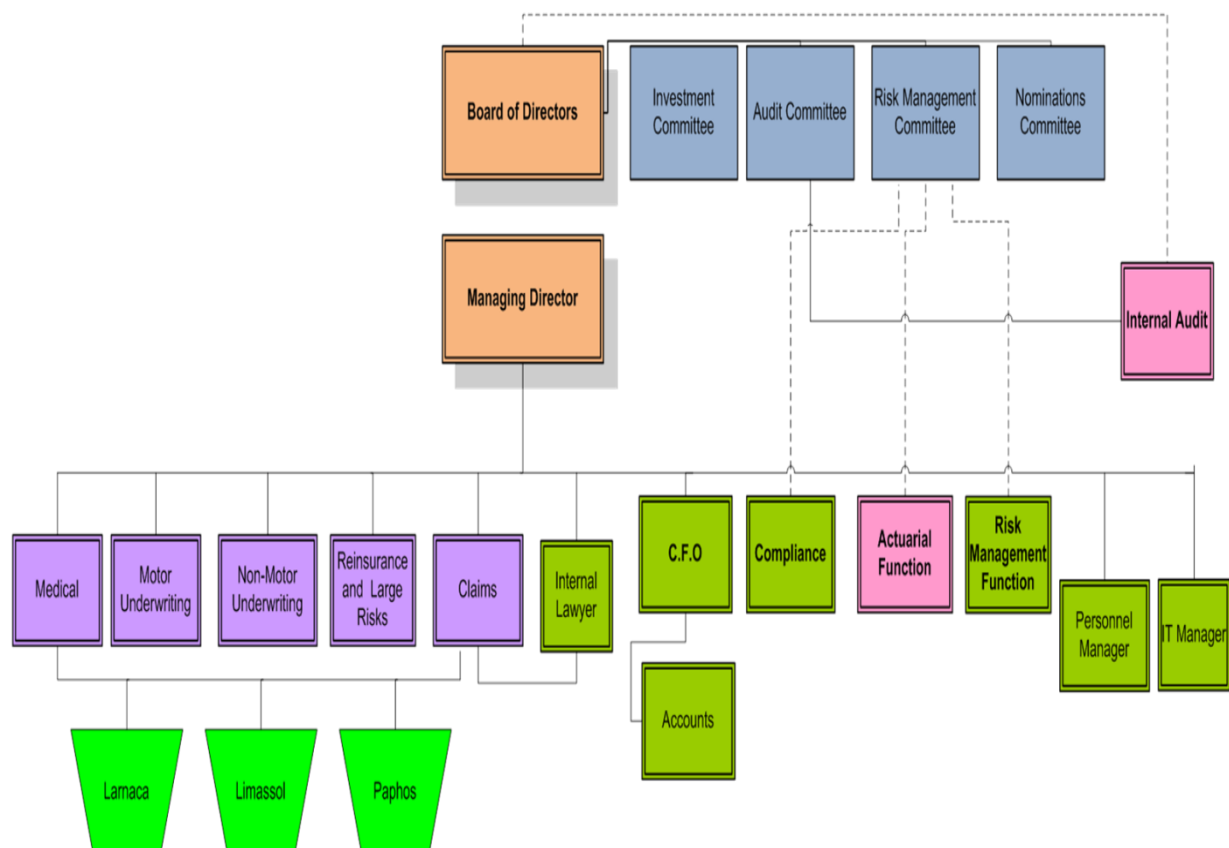 Board of Directors
Investment
Committee
Audit Committee
Risk Management
Committee
Nominations
Committee
Managing Director
Internal Audit
Medical
Motor
Underwriting
Non-Motor
Underwriting
Reinsurance
and Large
Risks
Claims
Internal
Lawyer
C.F.O
Compliance
Actuarial
Function
Risk
Management
Function
Personnel
Manager
IT Manager
Accounts
Larnaca
Limassol
Paphos